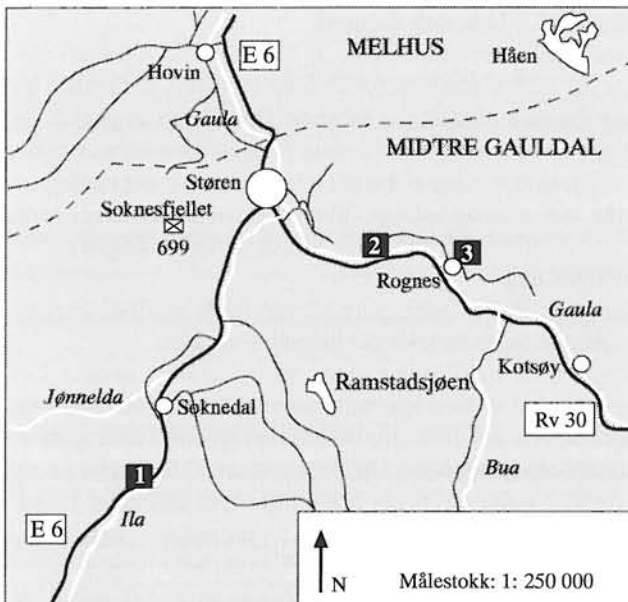 E 6
MELHUS
Håen
Hovin
Gaula
MIDTRE GAULDAL
Støren
Soknesfjellet
699
2
3
Rognes
Gaula
Kotsøy
Ramstadsjøen
Jønnelda
Soknedal
Rv 30
1
Bua
E 6
Ila
N
Målestokk: 1: 250 000